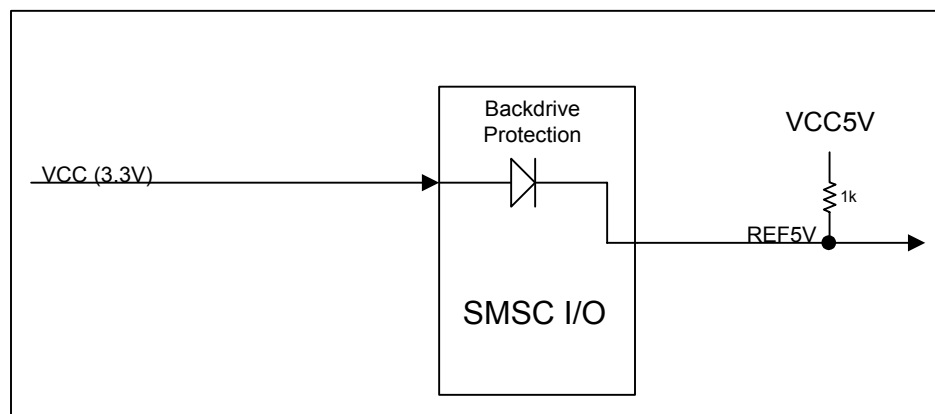 Backdrive
Protection
VCC5V
VCC (3.3V)
1k
REF5V
SMSC I/O